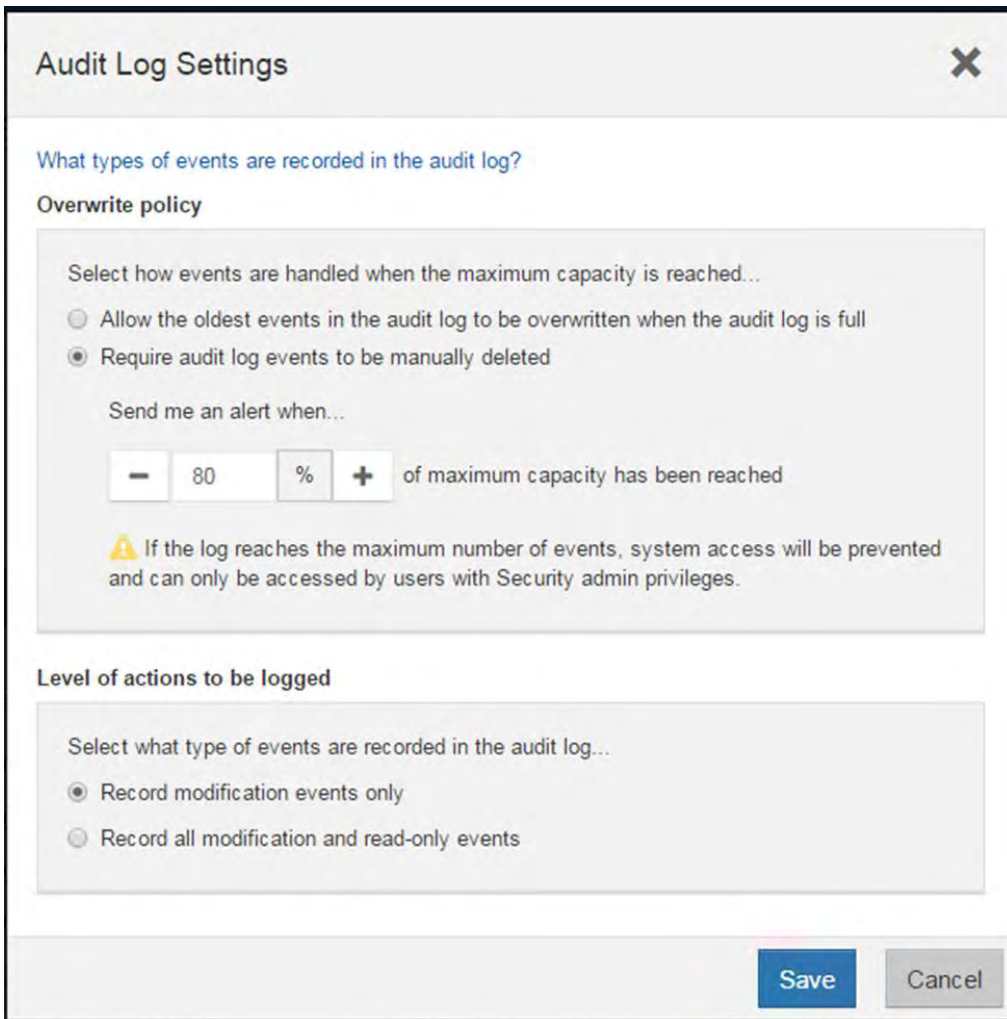 Audit Log Settings
What types of events are recorded in the audit log?
Overwrite policy
Select how events are handled when the maximum capacity is reached...
Allow the oldest events in the audit log to be overwritten when the audit log is full
Require audit log events to be manually deleted
Send me an alert when...
80 % of maximum capacity has been reached
If the log reaches the maximum number of events, system access will be prevented
and can only be accessed by users with Security admin privileges.
Level of actions to be logged
Select what type of events are recorded in the audit log...
Record modification events only
Record all modification and read-only events
Save Cancel